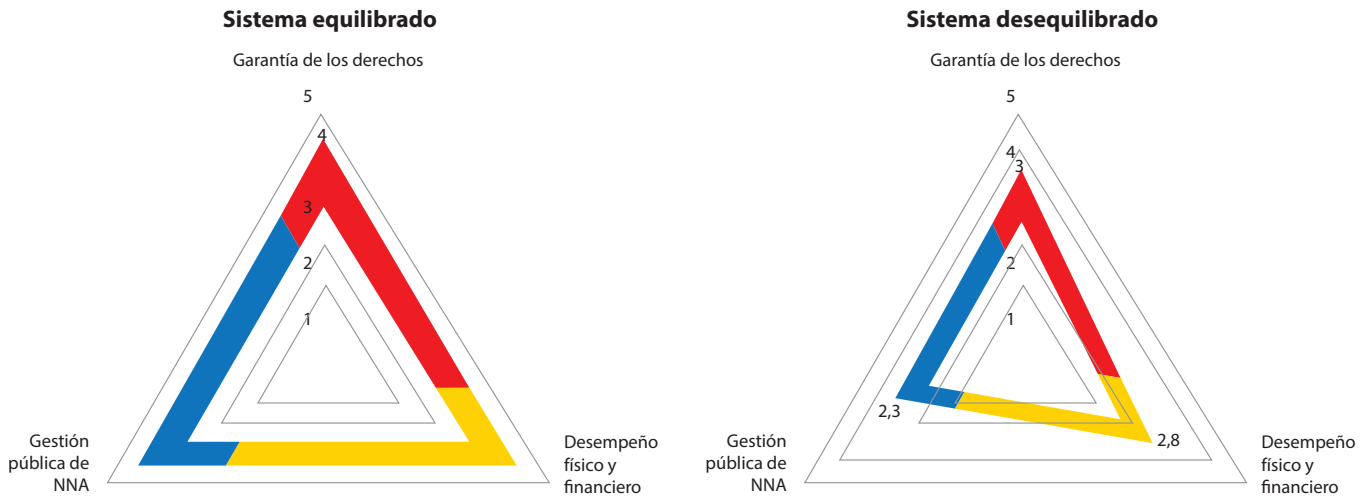 Sistema equilibrado
Garantía de los derechos
5
4
3
2
1
Gestión
pública de
NNA
Desempeño
físico y
financiero
Sistema desequilibrado
Garantía de los derechos
5
4
3
2
1
2,3
2,8
Gestión
pública de
NNA
Desempeño
físico y
financiero